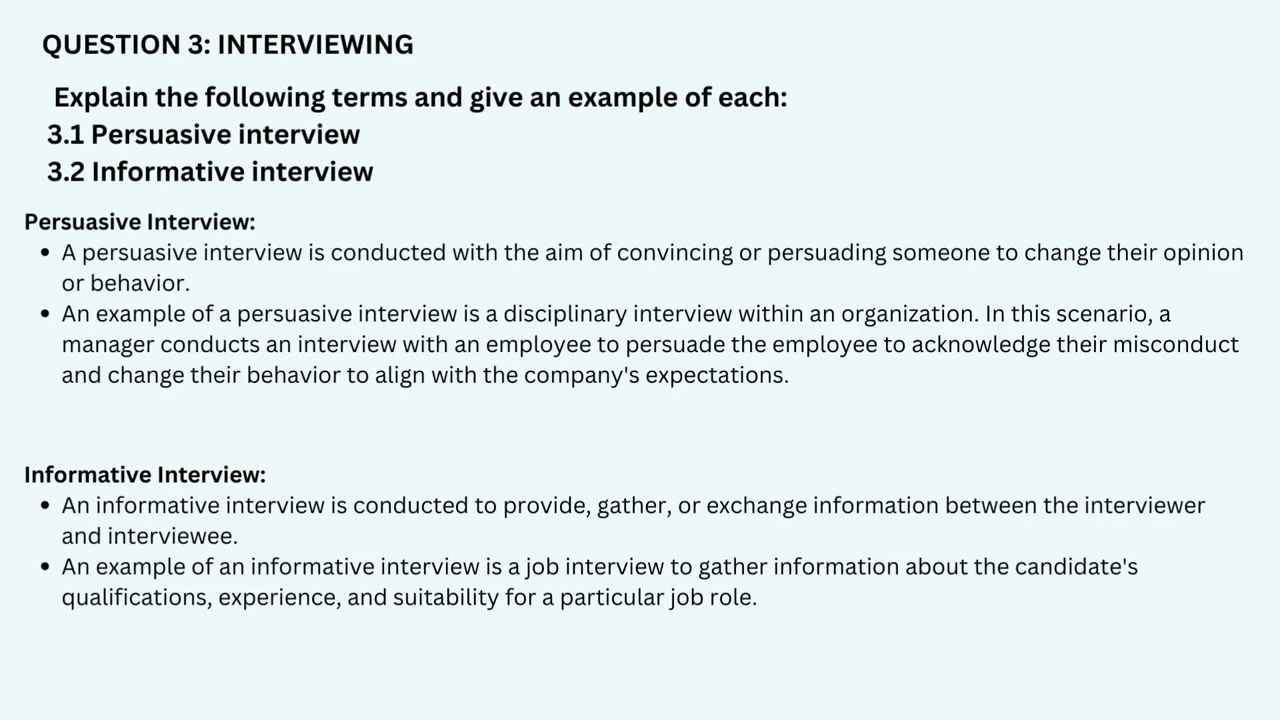 QUESTION 3: INTERVIEWING
Explain the following terms and give an example of each:
3.1 Persuasive interview
3.2 Informative interview
Persuasive Interview:
• A persuasive interview is conducted with the aim of convincing or persuading someone to change their opinion
or behavior.
• An example of a persuasive interview is a disciplinary interview within an organization. In this scenario, a
manager conducts an interview with an employee to persuade the employee to acknowledge their misconduct
and change their behavior to align with the company's expectations.
Informative Interview:
• An informative interview is conducted to provide, gather, or exchange information between the interviewer
and interviewee.
• An example of an informative interview is a job interview to gather information about the candidate's
qualifications, experience, and suitability for a particular job role.